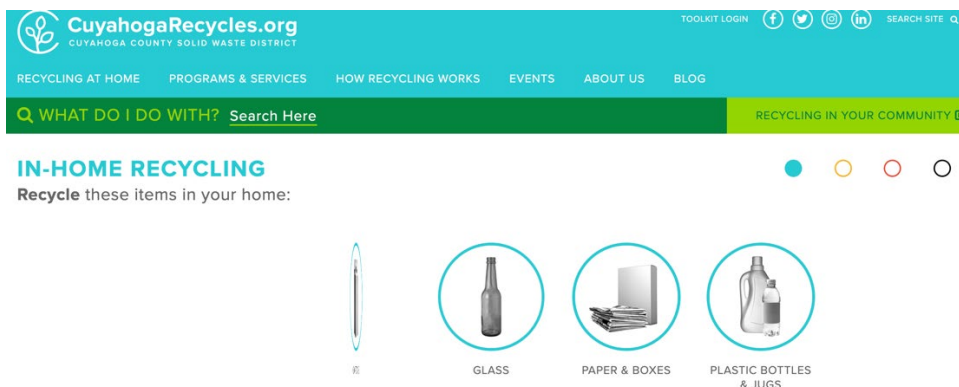 CuyahogaRecycles.org
CUYAHOGA COUNTY SOLID WASTE DISTRICT
TOOLKIT LOGIN
SEARCH SITE
RECYCLING AT HOME PROGRAMS & SERVICES HOW RECYCLING WORKS EVENTS ABOUT US BLOG
WHAT DO I DO WITH? Search Here
RECYCLING IN YOUR COMMUNITY
IN-HOME RECYCLING
Recycle these items in your home:
GLASS
PAPER & BOXES
PLASTIC BOTTLES
& JUGS